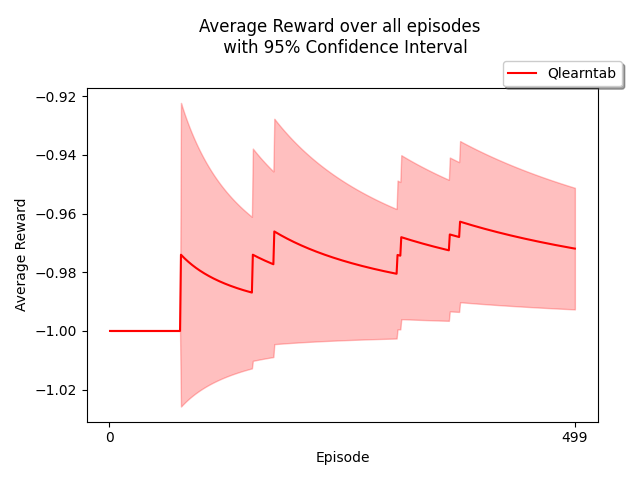 Average Reward over all episodes
with 95% Confidence Interval
Qlearntab
−0.92
−0.94
−0.96
−0.98
−1.00
−1.02
Average Reward
0
499
Episode